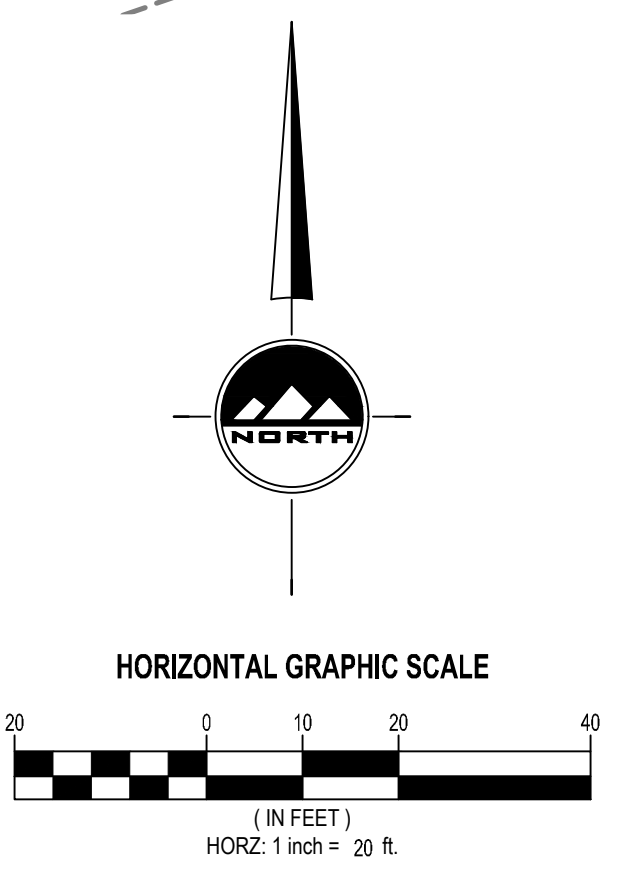 NORTH
HORIZONTAL GRAPHIC SCALE
20 0 10 20 40
( IN FEET )
HORZ: 1 inch = 20 ft.